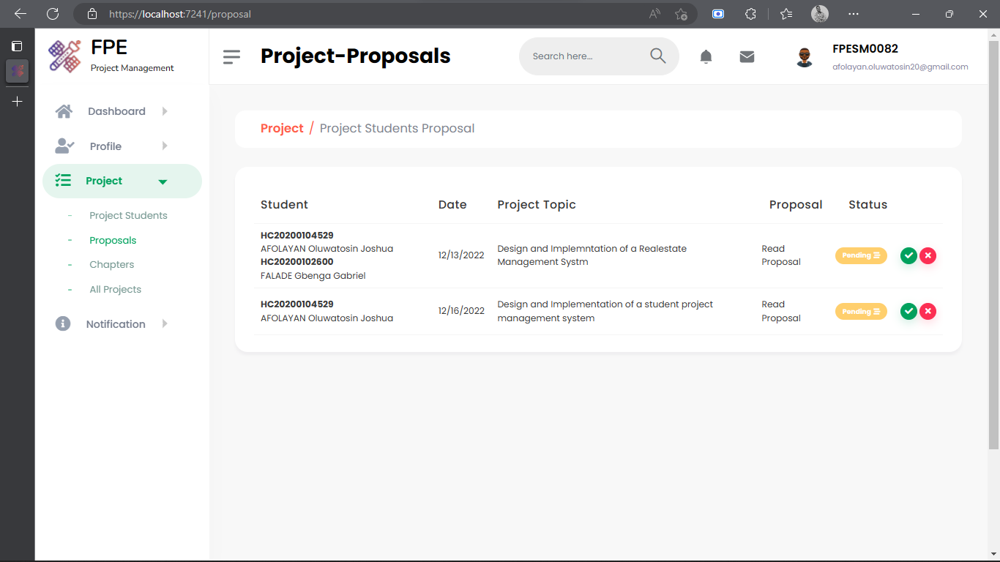 https://localhost:7241/proposal
FPE
Project Management
Project-Proposals
Search here...
FPESM0082
afolayan.oluwatosin20@gmail.com
Dashboard
Profile
Project
- Project Students
- Proposals
- Chapters
- All Projects
Notification
Project / Project Students Proposal
Student Date Project Topic Proposal Status
HC20200104529
AFOLAYAN Oluwatosin Joshua
HC20200102600
FALADE Gbenga Gabriel
12/13/2022
Design and Implemntation of a Realestate
Management Systm
Read
Proposal
Pending
HC20200104529
AFOLAYAN Oluwatosin Joshua
12/16/2022
Design and Implementation of a student project
management system
Read
Proposal
Pending